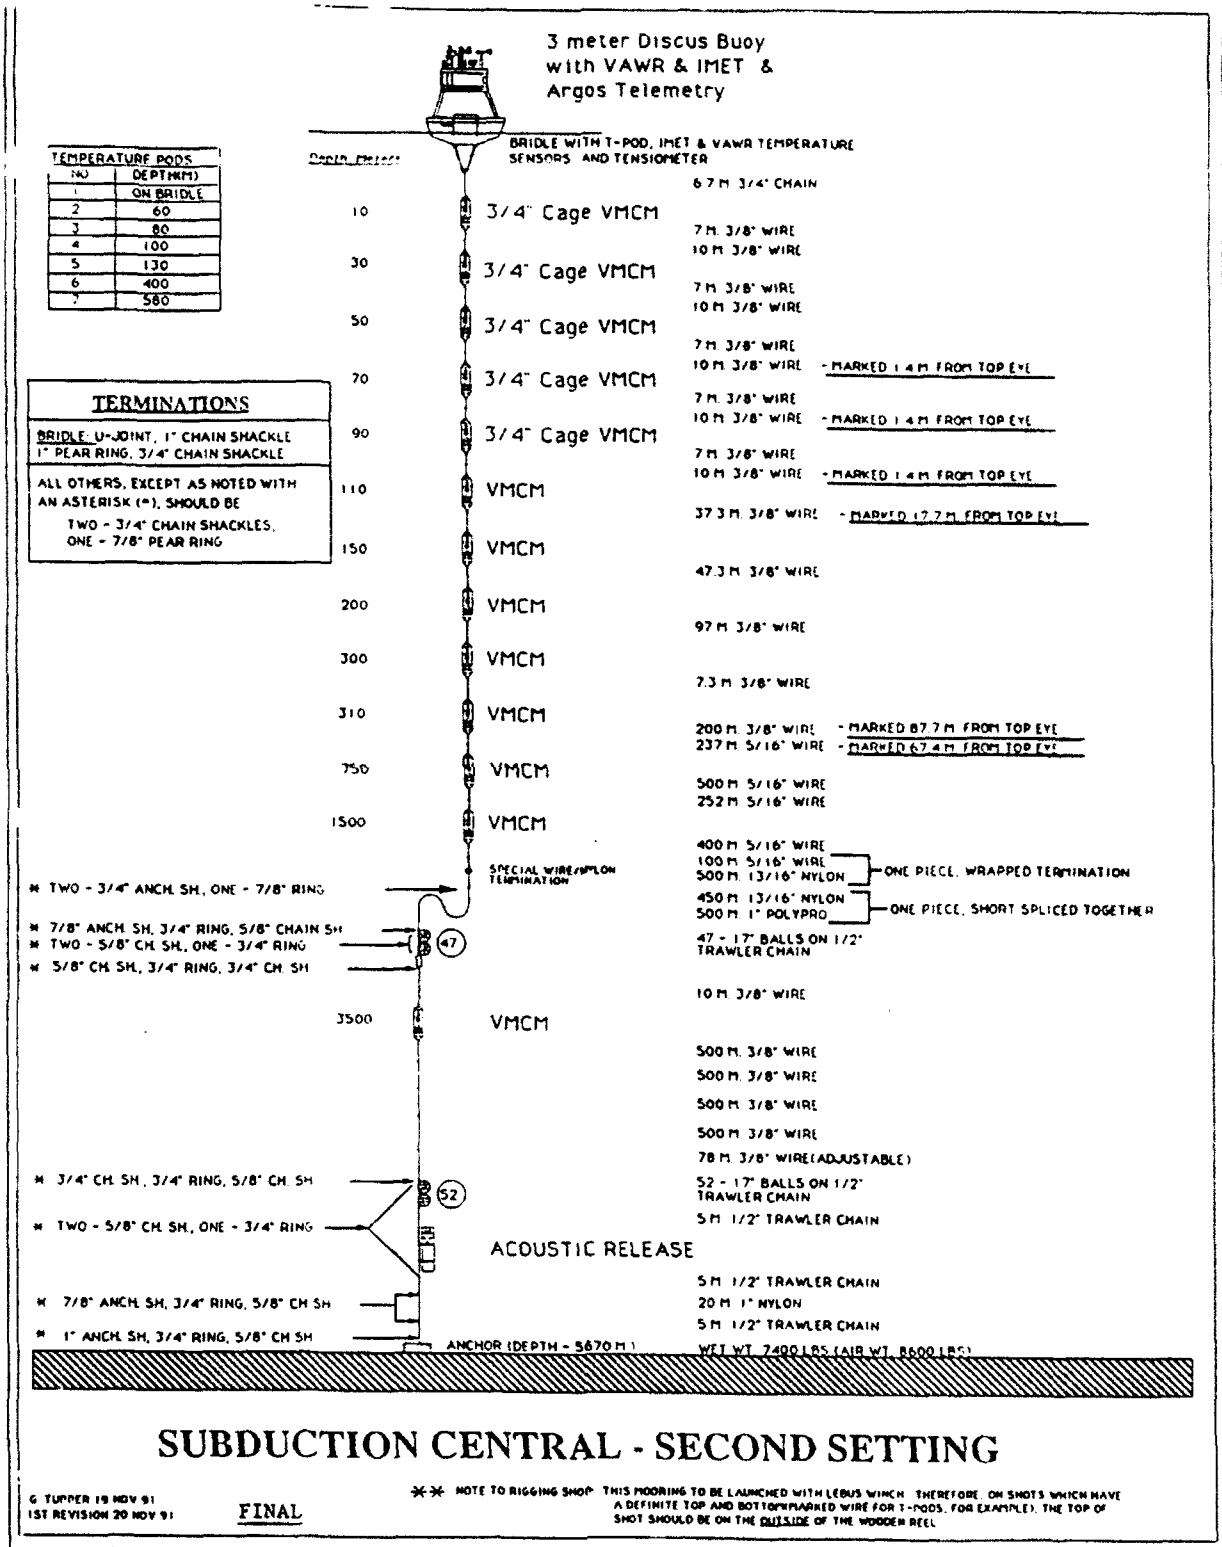 3 meter Discus Buoy
with VAWR & IMET &
Argos Telemetry
BRIDLE WITH T-POD, IMET & VAWR TEMPERATURE
SENSORS AND TENSIOMETER
Depth Meters
TEMPERATURE PODS
NO DEPTH(M)
1 ON BRIDLE
2 60
3 80
4 100
5 130
6 400
7 580
6.7 M 3/4" CHAIN
10 3/4" Cage VMCM
7 M. 3/8" WIRE
10 M 3/8" WIRE
30 3/4" Cage VMCM
7 M. 3/8" WIRE
10 M 3/8" WIRE
50 3/4" Cage VMCM
7 M. 3/8" WIRE
10 M 3/8" WIRE - MARKED 1.4 M FROM TOP EYE
70 3/4" Cage VMCM
7 M. 3/8" WIRE
10 M 3/8" WIRE - MARKED 1.4 M FROM TOP EYE
90 3/4" Cage VMCM
7 M. 3/8" WIRE
10 M 3/8" WIRE - MARKED 1.4 M FROM TOP EYE
TERMINATIONS
BRIDLE: U-JOINT, 1" CHAIN SHACKLE
1" PEAR RING, 3/4" CHAIN SHACKLE
ALL OTHERS, EXCEPT AS NOTED WITH
AN ASTERISK (*), SHOULD BE
TWO - 3/4" CHAIN SHACKLES,
ONE - 7/8" PEAR RING
110 VMCM
37.3 M. 3/8" WIRE - MARKED 17.7 M. FROM TOP EYE
150 VMCM
47.3 M 3/8" WIRE
200 VMCM
97 M 3/8" WIRE
300 VMCM
7.3 M 3/8" WIRE
310 VMCM
200 M. 3/8" WIRE - MARKED 87.7 M FROM TOP EYE
237 M 5/16" WIRE - MARKED 67.4 M FROM TOP EYE
750 VMCM
500 M 5/16" WIRE
252 M 5/16" WIRE
1500 VMCM
400 M 5/16" WIRE
100 M 5/16" WIRE
500 M. 13/16" NYLON
ONE PIECE, WRAPPED TERMINATION
SPECIAL WIRE/NYLON
TERMINATION
* TWO - 3/4" ANCH. SH., ONE - 7/8" RING
450 M 13/16" NYLON
500 M. 1" POLYPRO
ONE PIECE, SHORT SPLICED TOGETHER
* 7/8" ANCH. SH, 3/4" RING, 5/8" CHAIN SH
* TWO - 5/8" CH. SH., ONE - 3/4" RING
47
47 - 17" BALLS ON 1/2"
TRAWLER CHAIN
* 5/8" CH. SH., 3/4" RING, 3/4" CH. SH
10 M. 3/8" WIRE
3500 VMCM
500 M. 3/8" WIRE
500 M. 3/8" WIRE
500 M. 3/8" WIRE
500 M. 3/8" WIRE
78 M. 3/8" WIRE(ADJUSTABLE)
* 3/4" CH. SH., 3/4" RING, 5/8" CH. SH
52
52 - 17" BALLS ON 1/2"
TRAWLER CHAIN
* TWO - 5/8" CH. SH., ONE - 3/4" RING
5 M 1/2" TRAWLER CHAIN
ACOUSTIC RELEASE
5 M 1/2" TRAWLER CHAIN
* 7/8" ANCH. SH, 3/4" RING, 5/8" CH SH
20 M 1" NYLON
5 M 1/2" TRAWLER CHAIN
* 1" ANCH. SH, 3/4" RING, 5/8" CH SH
ANCHOR (DEPTH - 5670 M.)
WET WT. 7400 LBS (AIR WT. 8600 LBS)
SUBDUCTION CENTRAL - SECOND SETTING
G TUPPER 19 NOV 91
1ST REVISION 20 NOV 91
FINAL
** NOTE TO RIGGING SHOP THIS MOORING TO BE LAUNCHED WITH LEBUS WINCH. THEREFORE, ON SHOTS WHICH HAVE
A DEFINITE TOP AND BOTTOM(MARKED WIRE FOR T-PODS, FOR EXAMPLE), THE TOP OF
SHOT SHOULD BE ON THE OUTSIDE OF THE WOODEN REEL